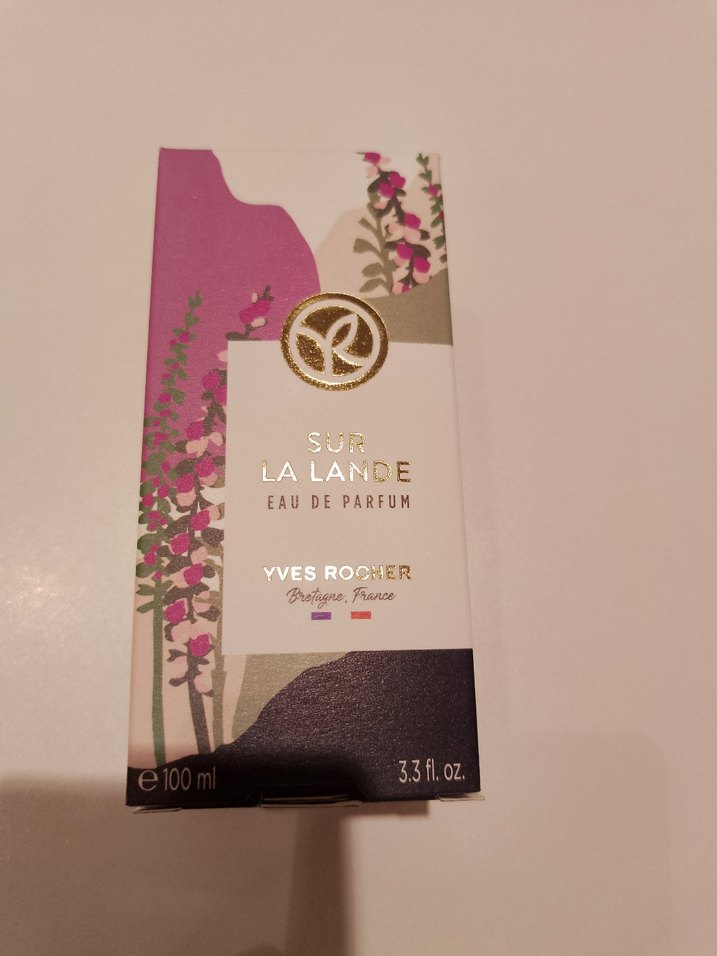 SUR
LA LANDE
EAU DE PARFUM
YVES ROCHER
Bretagne, France
e 100 ml
3.3 fl. oz.